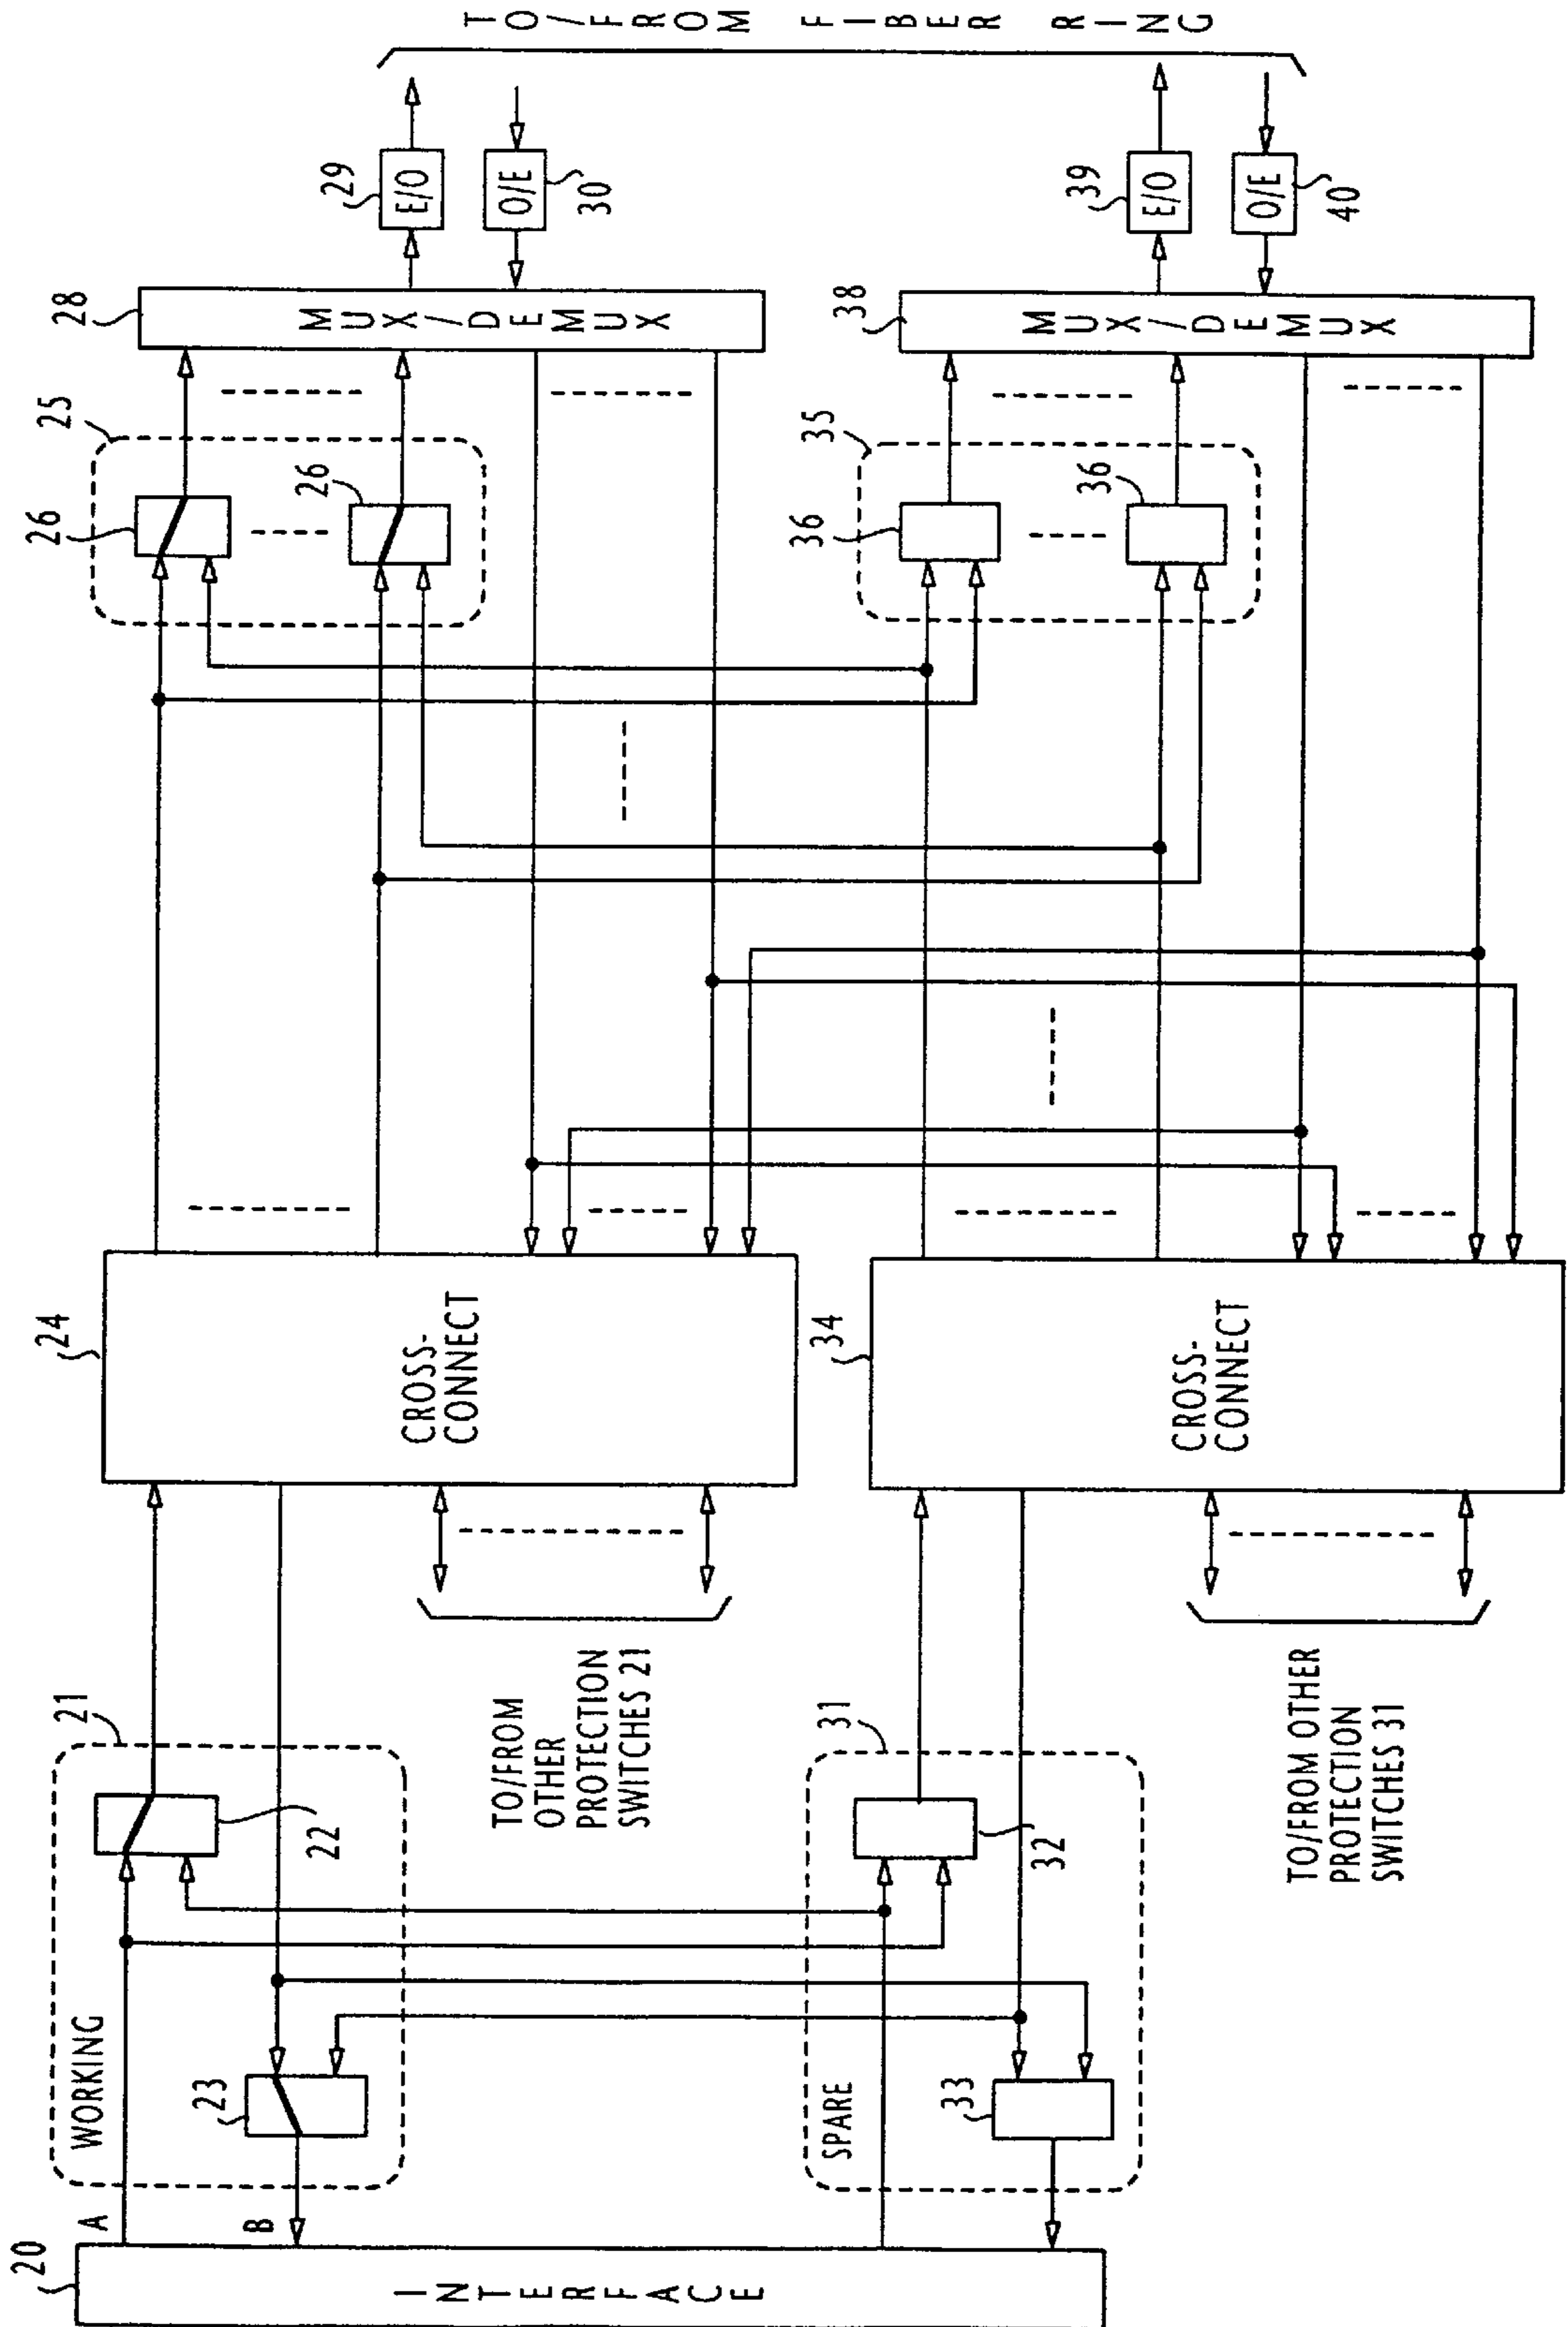 20
INTERFACE
A
B
WORKING
21
22
23
TO/FROM
OTHER
PROTECTION
SWITCHES 21
24
CROSS-
CONNECT
25
26
26
28
MUX/DEMUX
29
E/O
O/E
30
TO/FROM FIBER RING
SPARE
31
32
33
TO/FROM OTHER
PROTECTION
SWITCHES 31
34
CROSS-
CONNECT
35
36
36
38
MUX/DEMUX
39
E/O
O/E
40